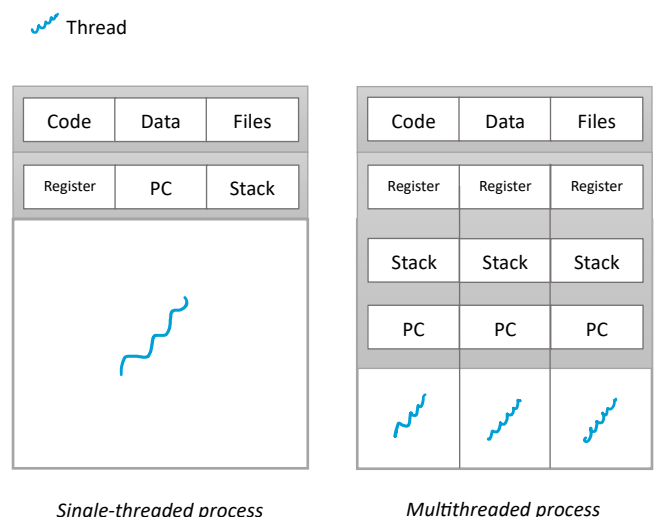 Thread
Code Data Files
Register PC Stack
Single-threaded process
Code Data Files
Register Register Register
Stack Stack Stack
PC PC PC
Multithreaded process